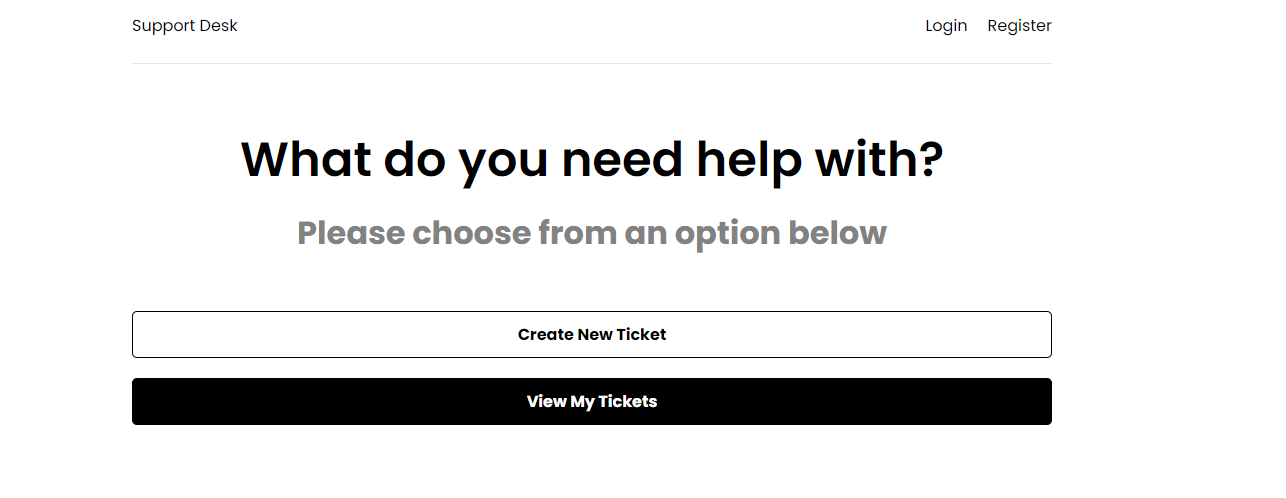 Support Desk
Login Register
What do you need help with?
Please choose from an option below
Create New Ticket
View My Tickets